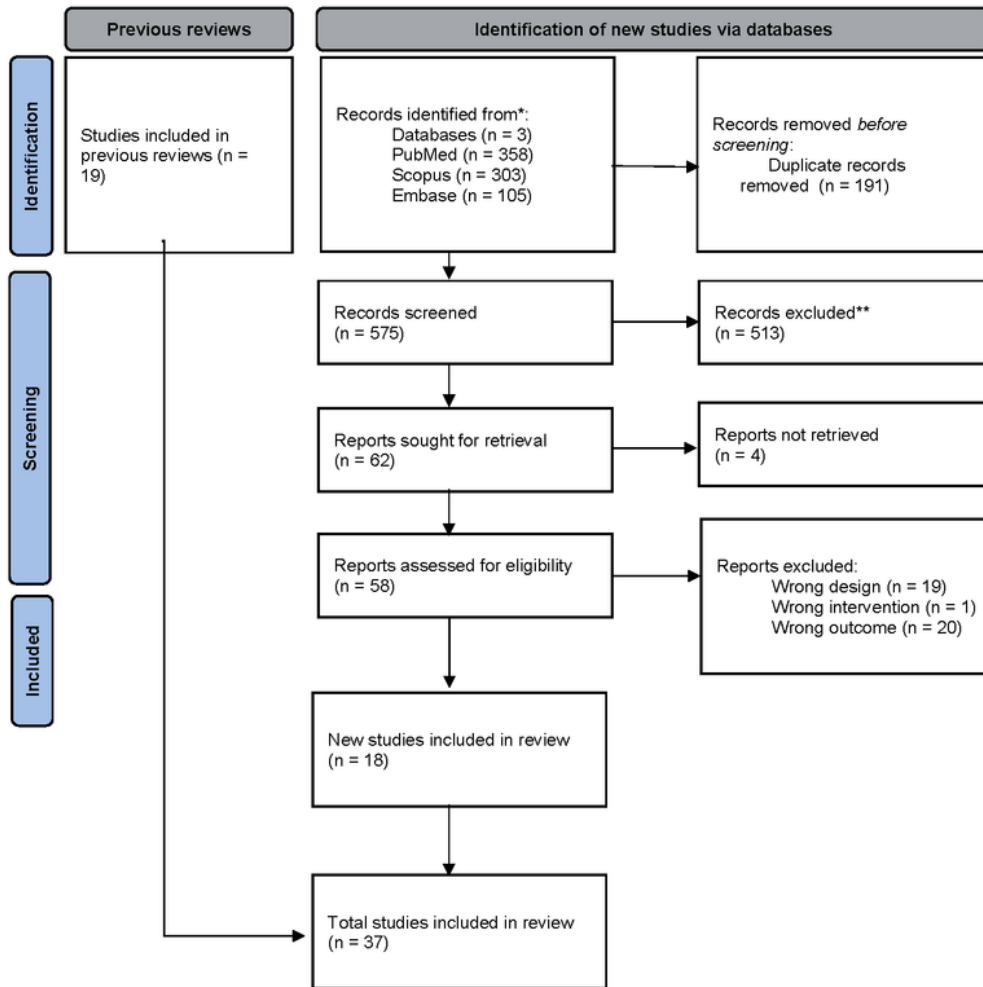 Previous reviews
Identification of new studies via databases
Identification
Studies included in
previous reviews (n =
19)
Records identified from*:
Databases (n = 3)
PubMed (n = 358)
Scopus (n = 303)
Embase (n = 105)
Records removed before
screening:
Duplicate records
removed (n = 191)
Screening
Records screened
(n = 575)
Records excluded**
(n = 513)
Reports sought for retrieval
(n = 62)
Reports not retrieved
(n = 4)
Reports assessed for eligibility
(n = 58)
Reports excluded:
Wrong design (n = 19)
Wrong intervention (n = 1)
Wrong outcome (n = 20)
Included
New studies included in review
(n = 18)
Total studies included in review
(n = 37)